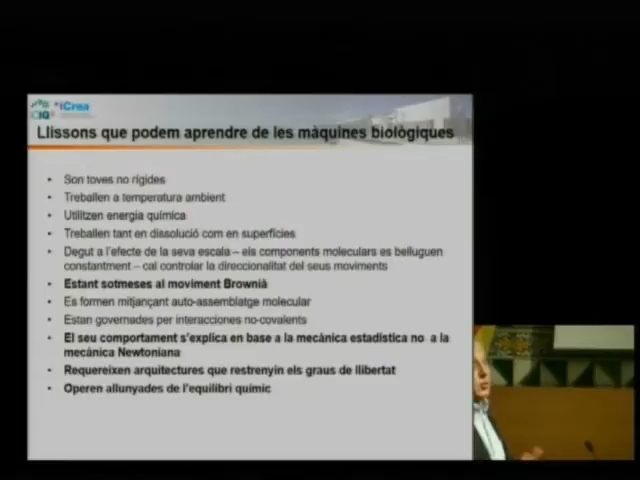 iCrea
ICIQ
Llissons que podem aprendre de les màquines biològiques
• Son toves no rígides
• Treballen a temperatura ambient
• Utilitzen energia química
• Treballen tant en dissolució com en superfícies
• Degut a l'efecte de la seva escala – els components moleculars es belluguen
constantment – cal controlar la direccionalitat del seus moviments
• Estant sotmeses al moviment Brownià
• Es formen mitjançant auto-assemblatge molecular
• Estan governades per interacciones no-covalents
• El seu comportament s'explica en base a la mecànica estadística no a la
mecànica Newtoniana
• Requereixen arquitectures que restrenyin els graus de llibertat
• Operen allunyades de l'equilibri químic